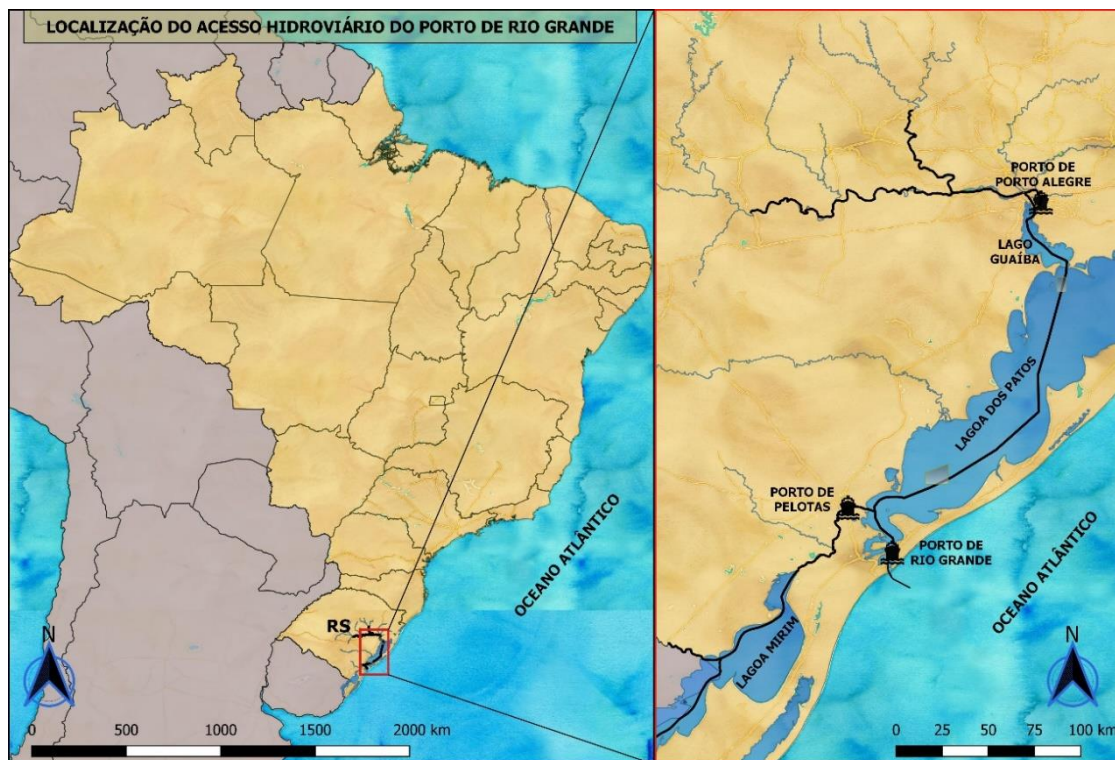 LOCALIZAÇÃO DO ACESSO HIDROVIÁRIO DO PORTO DE RIO GRANDE
OCEANO ATLÂNTICO
RS
N
0 500 1000 1500 2000 km
PORTO DE
PORTO ALEGRE
LAGO
GUAÍBA
LAGOA DOS PATOS
PORTO DE
PELOTAS
PORTO DE
RIO GRANDE
OCEANO ATLÂNTICO
LAGOA MIRIM
N
0 25 50 75 100 km